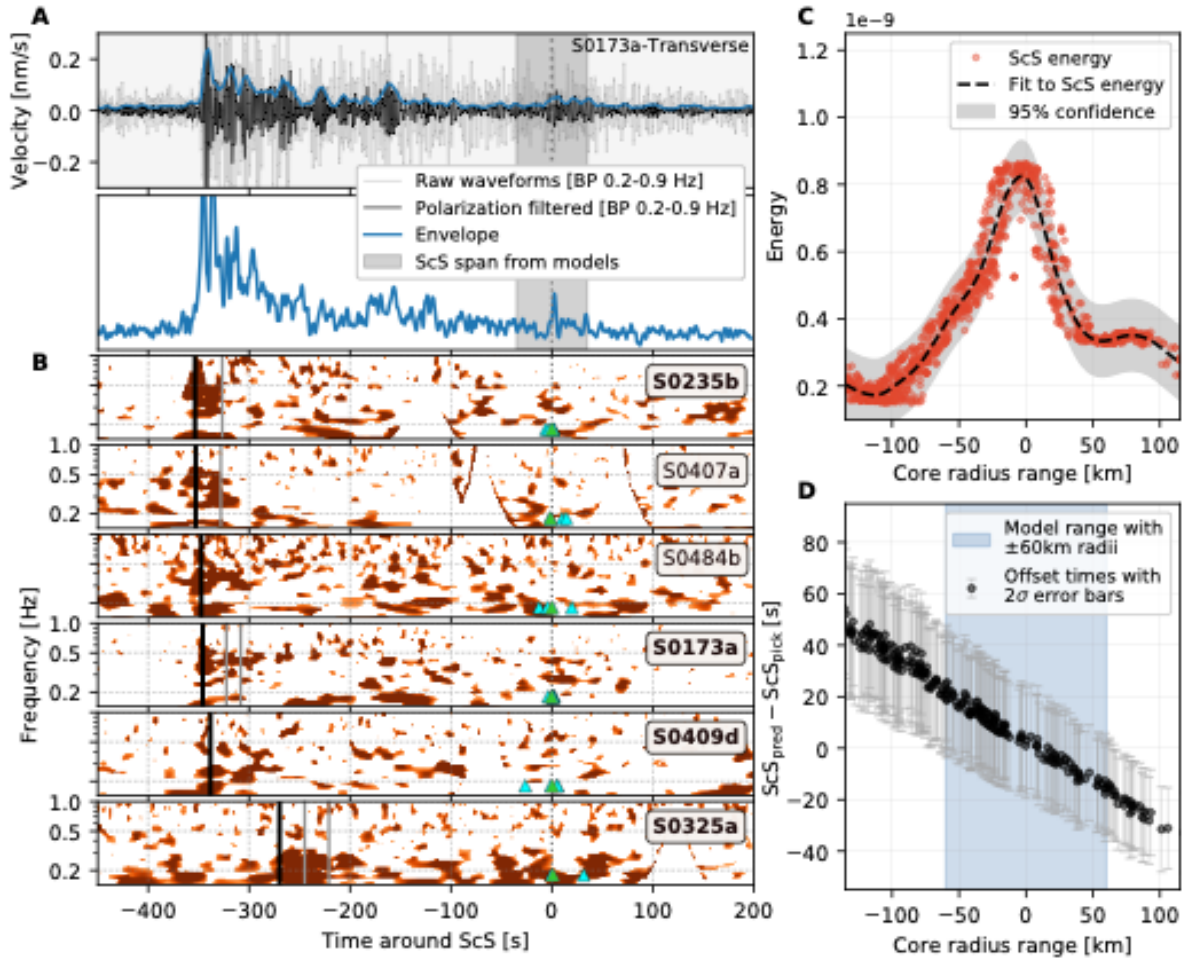 A
S0173a-Transverse
Velocity [nm/s]
0.2
0.0
−0.2
Raw waveforms [BP 0.2-0.9 Hz]
Polarization filtered [BP 0.2-0.9 Hz]
Envelope
ScS span from models
B
S0235b
1.0
0.5
0.2
S0407a
S0484b
Frequency [Hz]
1.0
0.5
0.2
S0173a
S0409d
1.0
0.5
0.2
S0325a
−400 −300 −200 −100 0 100 200
Time around ScS [s]
C
1e−9
1.2
1.0
0.8
0.6
0.4
0.2
Energy
ScS energy
Fit to ScS energy
95% confidence
−100 −50 0 50 100
Core radius range [km]
D
80
60
40
20
0
−20
−40
ScSpred − ScSpick [s]
Model range with
±60km radii
Offset times with
2σ error bars
−100 −50 0 50 100
Core radius range [km]